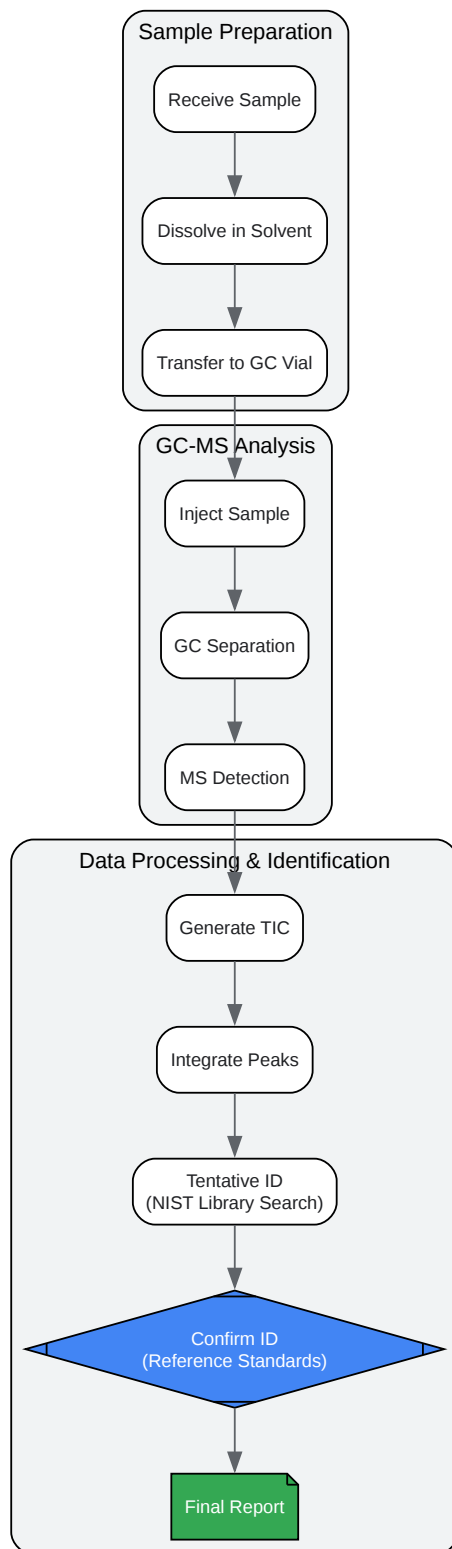 Sample Preparation
Receive Sample
Dissolve in Solvent
Transfer to GC Vial
GC-MS Analysis
Inject Sample
GC Separation
MS Detection
Data Processing & Identification
Generate TIC
Integrate Peaks
Tentative ID
(NIST Library Search)
Confirm ID
(Reference Standards)
Final Report